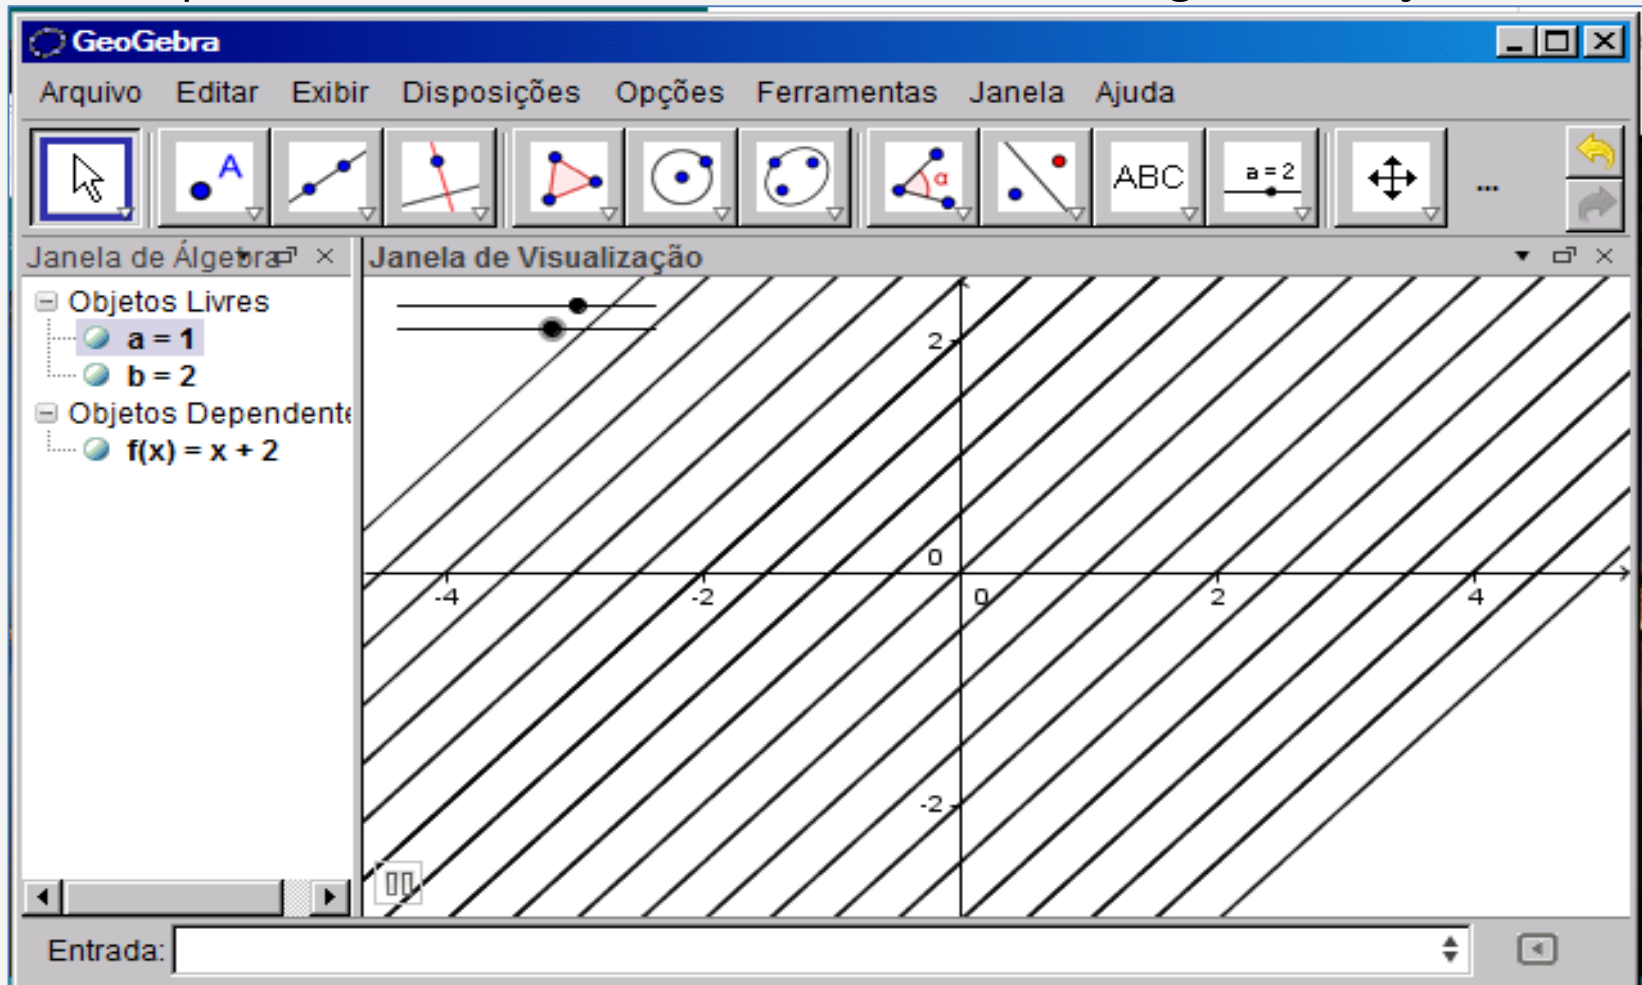 GeoGebra
Arquivo Editar Exibir Disposições Opções Ferramentas Janela Ajuda
A
α
ABC
a = 2
...
Janela de Álgebra
Janela de Visualização
Objetos Livres
a = 1
b = 2
Objetos Dependente
f(x) = x + 2
2
0
-4 -2 0 2 4
-2
Entrada: